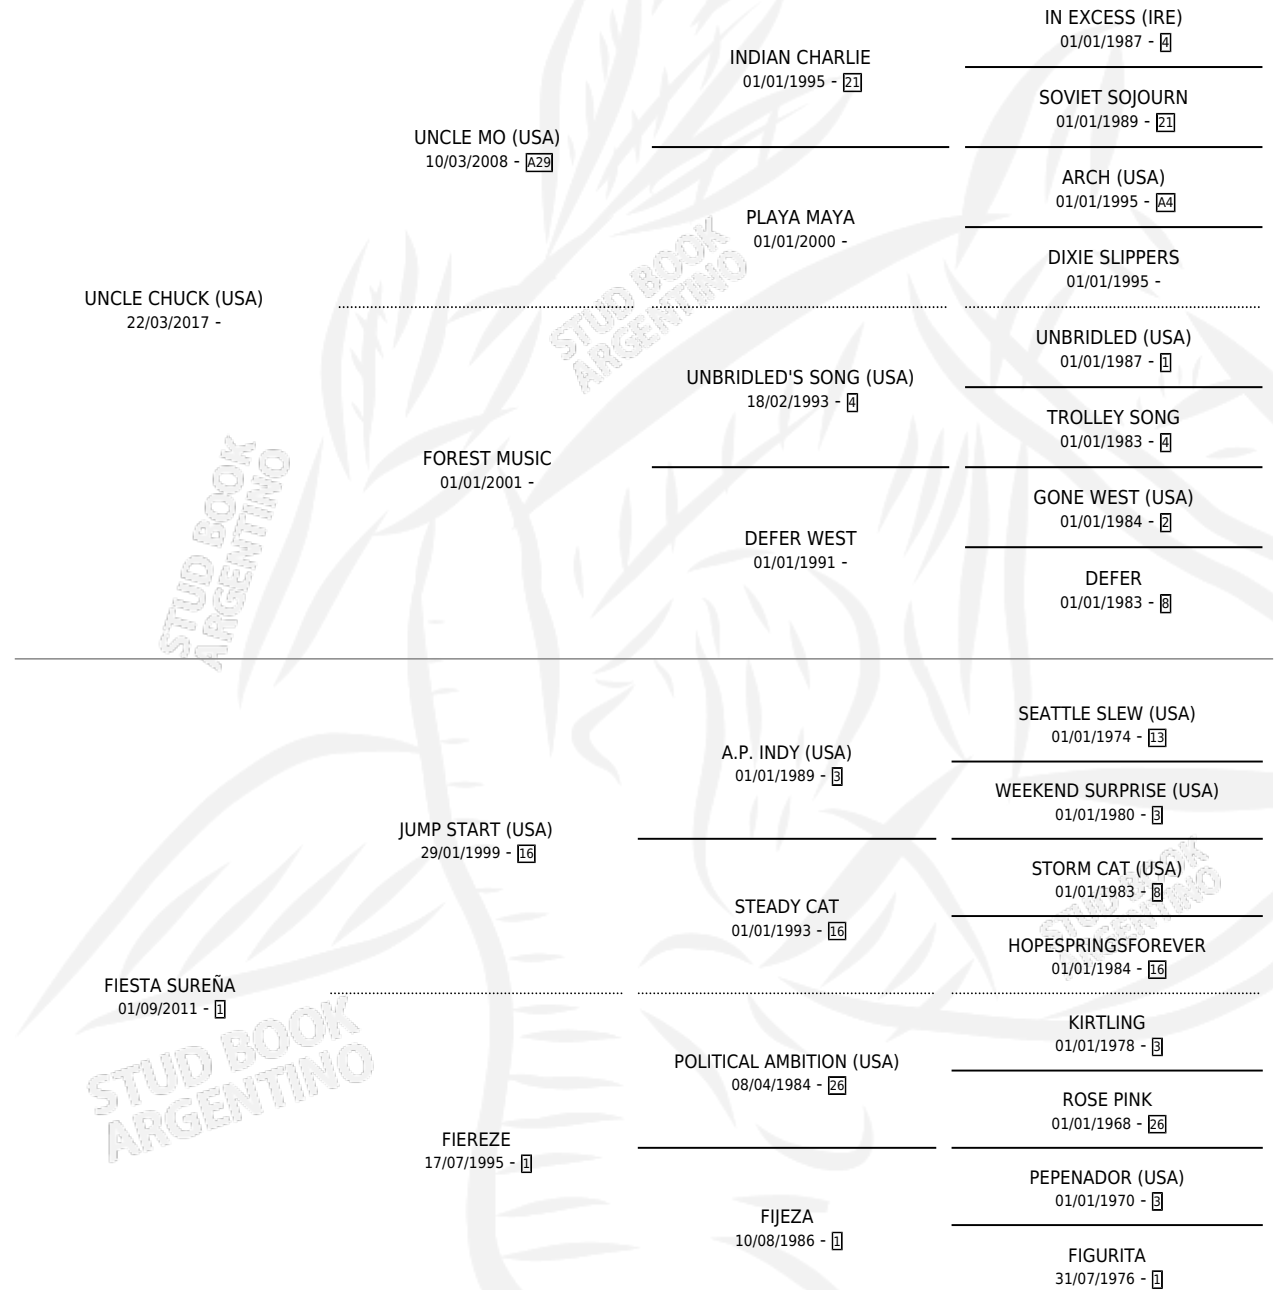 IN EXCESS (IRE)
01/01/1987 - 4
INDIAN CHARLIE
01/01/1995 - 21
SOVIET SOJOURN
01/01/1989 - 21
UNCLE MO (USA)
10/03/2008 - A29
ARCH (USA)
01/01/1995 - A4
PLAYA MAYA
01/01/2000 -
DIXIE SLIPPERS
01/01/1995 -
UNCLE CHUCK (USA)
22/03/2017 -
UNBRIDLED (USA)
01/01/1987 - 1
UNBRIDLED'S SONG (USA)
18/02/1993 - 4
TROLLEY SONG
01/01/1983 - 4
FOREST MUSIC
01/01/2001 -
GONE WEST (USA)
01/01/1984 - 2
DEFER WEST
01/01/1991 -
DEFER
01/01/1983 - 8
STUD BOOK
ARGENTINO
STUD BOOK
ARGENTINO
SEATTLE SLEW (USA)
01/01/1974 - 13
A.P. INDY (USA)
01/01/1989 - 3
WEEKEND SURPRISE (USA)
01/01/1980 - 3
JUMP START (USA)
29/01/1999 - 16
STORM CAT (USA)
01/01/1983 - 8
STEADY CAT
01/01/1993 - 16
HOPESPRINGSFOREVER
01/01/1984 - 16
FIESTA SUREÑA
01/09/2011 - 1
KIRTLING
01/01/1978 - 3
POLITICAL AMBITION (USA)
08/04/1984 - 26
ROSE PINK
01/01/1968 - 26
FIEREZE
17/07/1995 - 1
PEPENADOR (USA)
01/01/1970 - 3
FIJEZA
10/08/1986 - 1
FIGURITA
31/07/1976 - 1
STUD BOOK
ARGENTINO
STUD BOOK
ARGENTINO